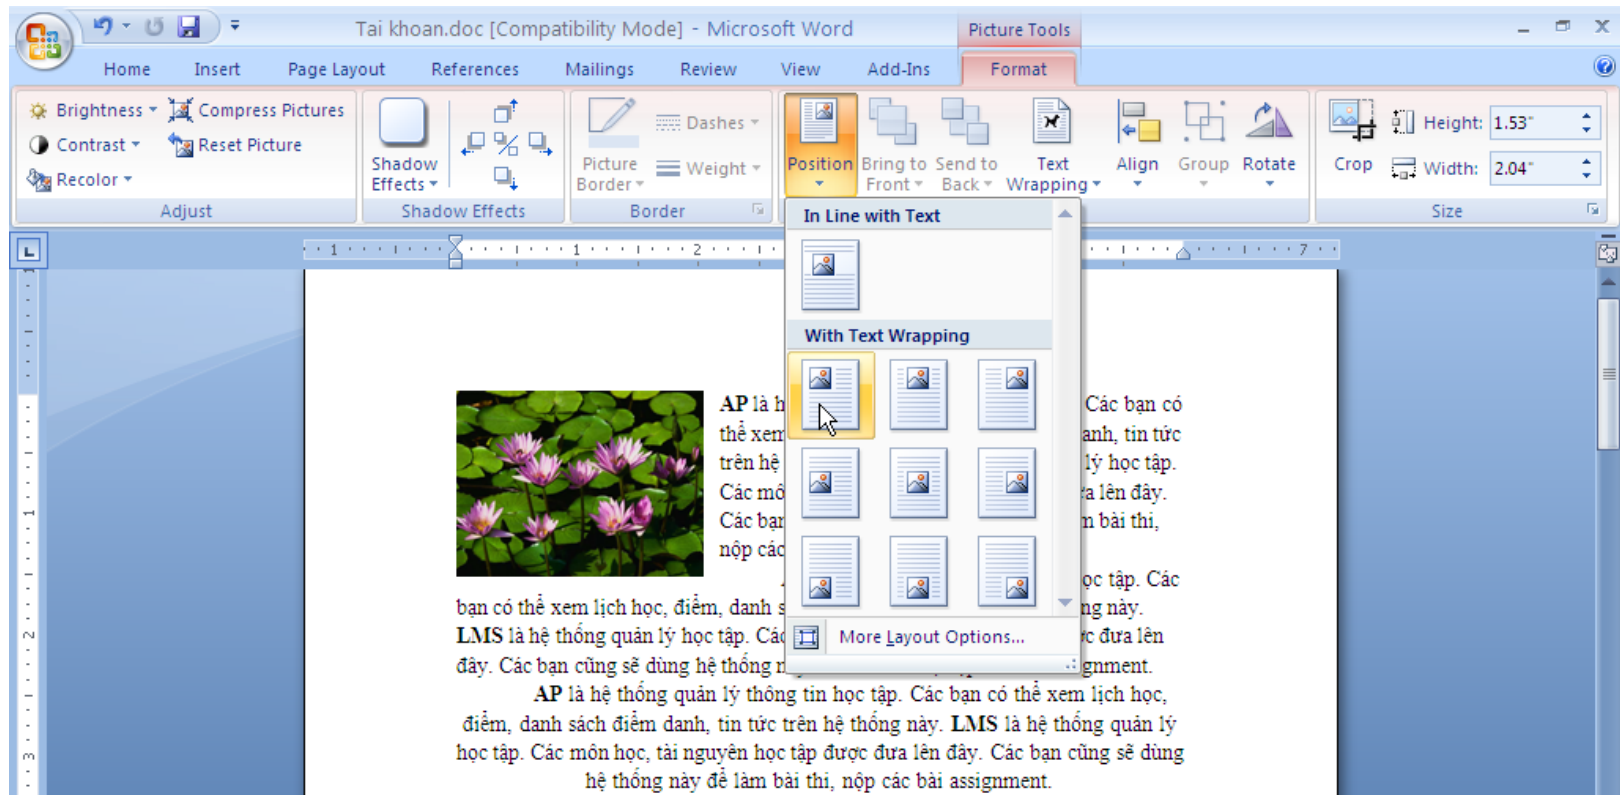 Tai khoan.doc [Compatibility Mode] - Microsoft Word
Picture Tools
Home Insert Page Layout References Mailings Review View Add-Ins Format
Brightness Compress Pictures
Contrast Reset Picture
Recolor
Adjust
Shadow Effects
Shadow Effects
Picture Border
Dashes
Weight
Border
Position Bring to Front Send to Back Text Wrapping Align Group Rotate
Crop
Height: 1.53"
Width: 2.04"
Size
In Line with Text
With Text Wrapping
More Layout Options...
1 1 2 7
1
2
3
AP là Các bạn có
thể xem anh, tin tức
trên hệ lý học tập.
Các lên đây.
Các bài thi,
nộp các
học tập. Các
bạn có thể xem lịch học, điểm, danh này.
LMS là hệ thống quản lý học tập. Các đưa lên
đây. Các bạn cũng sẽ dùng hệ thống
AP là hệ thống quản lý thông tin học tập. Các bạn có thể xem lịch học,
điểm, danh sách điểm danh, tin tức trên hệ thống này. LMS là hệ thống quản lý
học tập. Các môn học, tài nguyên học tập được đưa lên đây. Các bạn cũng sẽ dùng
hệ thống này để làm bài thi, nộp các bài assignment.